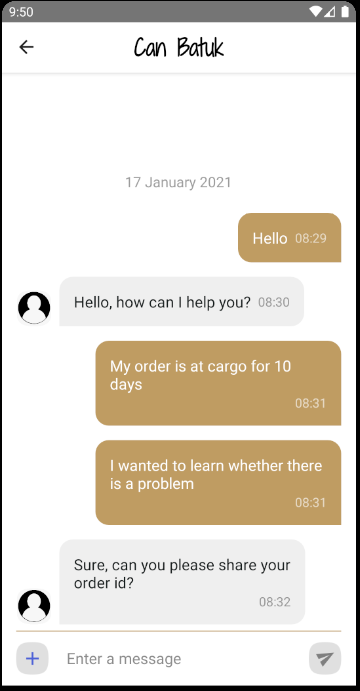 9:50
Can Batuk
17 January 2021
Hello 08:29
Hello, how can I help you? 08:30
My order is at cargo for 10
days
08:31
I wanted to learn whether there
is a problem
08:31
Sure, can you please share your
order id?
08:32
Enter a message